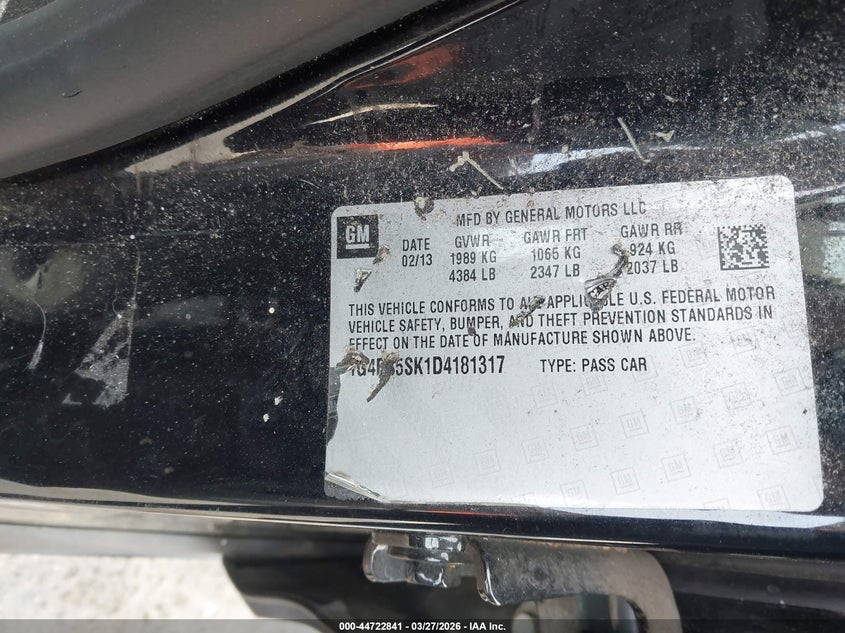 GM
MFD BY GENERAL MOTORS LLC
DATE GVWR GAWR FRT GAWR RR
02/13 1989 KG 1065 KG 924 KG
4384 LB 2347 LB 2037 LB
THIS VEHICLE CONFORMS TO ALL APPLICABLE U.S. FEDERAL MOTOR
VEHICLE SAFETY, BUMPER, AND THEFT PREVENTION STANDARDS IN
EFFECT ON THE DATE OF MANUFACTURE SHOWN ABOVE.
TYPE: PASS CAR
000-44722841 / 03/27/2026 - IAA Inc.